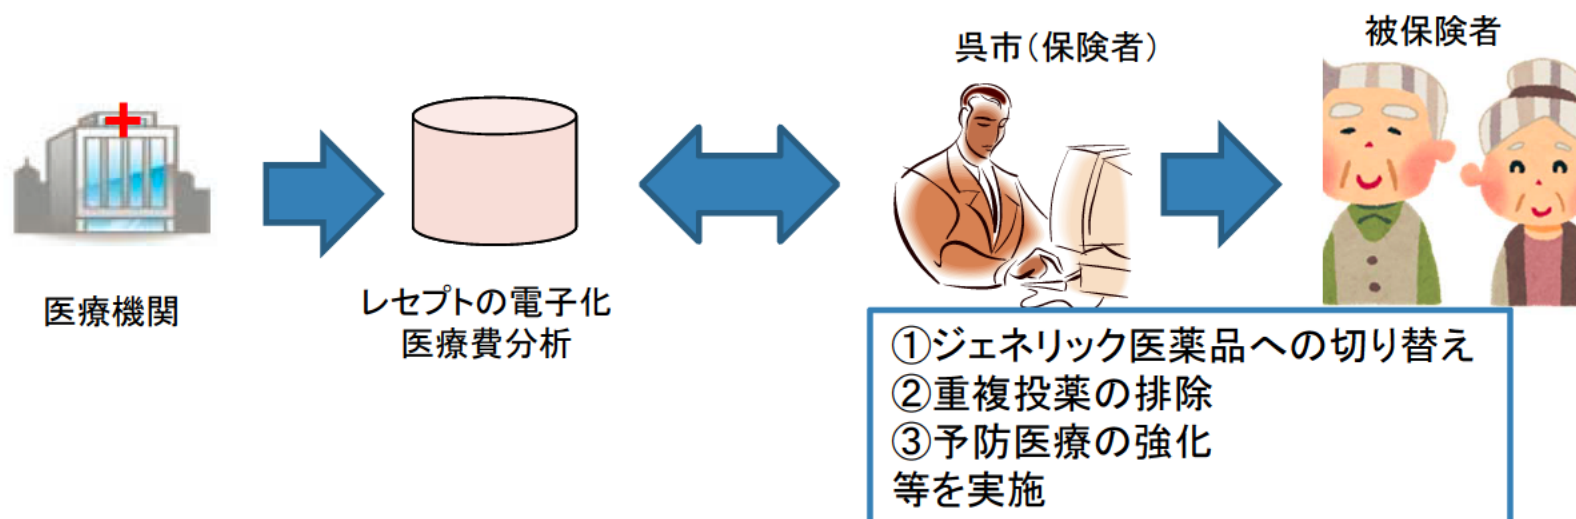 呉市(保険者)
被保険者
医療機関
レセプトの電子化
医療費分析
①ジェネリック医薬品への切り替え
②重複投薬の排除
③予防医療の強化
等を実施